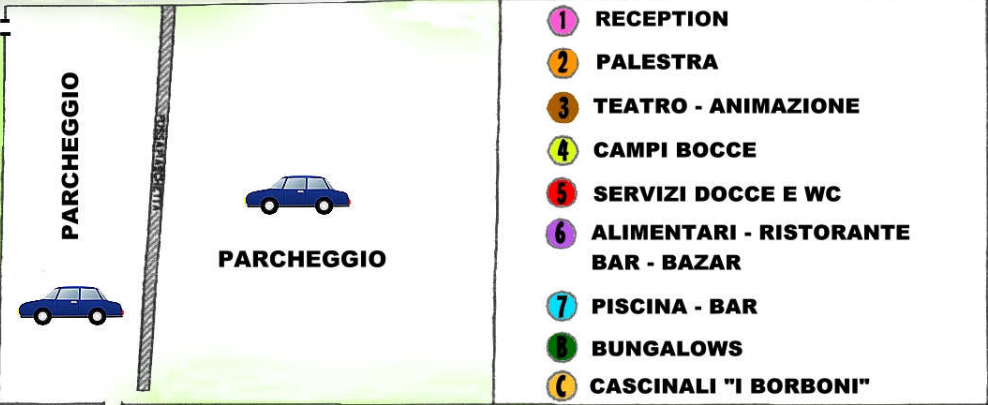 PARCHEGGIO
PARCHEGGIO
1 RECEPTION
2 PALESTRA
3 TEATRO - ANIMAZIONE
4 CAMPI BOCCE
5 SERVIZI DOCCE E WC
6 ALIMENTARI - RISTORANTE
BAR - BAZAR
7 PISCINA - BAR
B BUNGALOWS
C CASCINALI "I BORBONI"